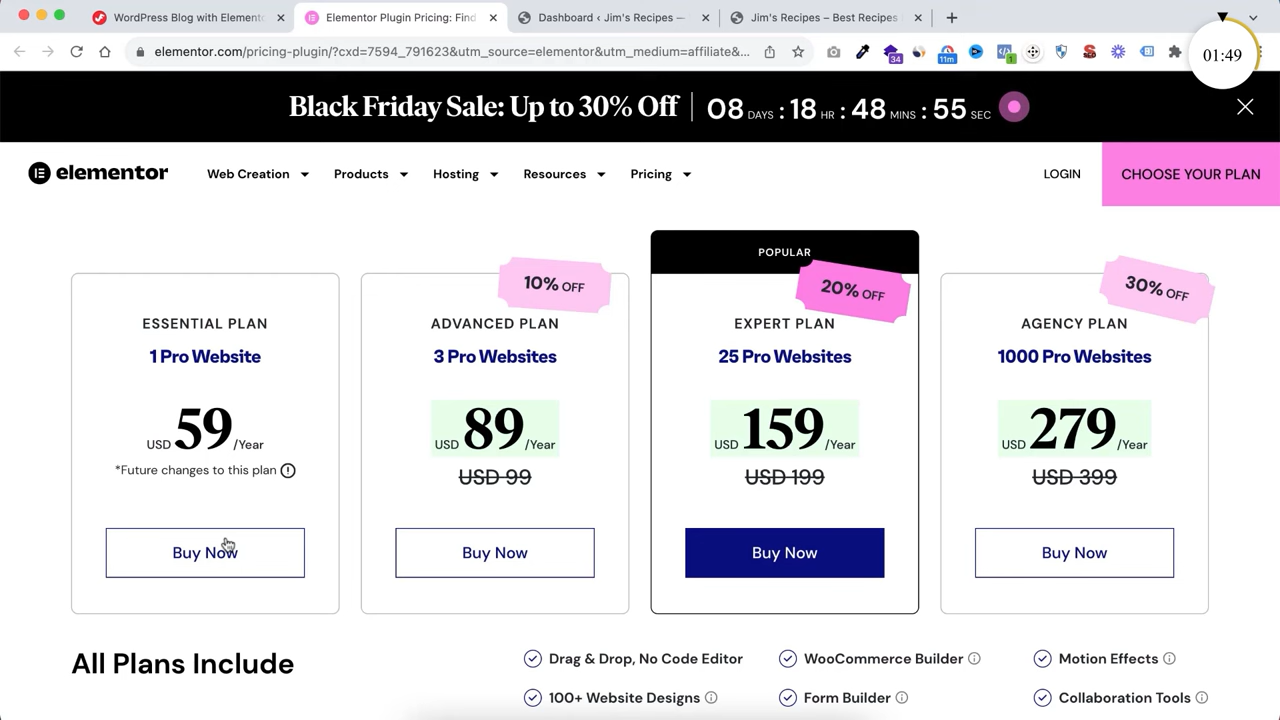 WordPress Blog with Elemento
Elementor Plugin Pricing: Find
Dashboard ‹ Jim's Recipes —
Jim's Recipes – Best Recipes
elementor.com/pricing-plugin/?cxd=7594_791623&utm_source=elementor&utm_medium=affiliate&...
34
11m
1
01:49
Black Friday Sale: Up to 30% Off
08 DAYS : 18 HR : 48 MINS : 55 SEC
elementor
Web Creation
Products
Hosting
Resources
Pricing
LOGIN
CHOOSE YOUR PLAN
ESSENTIAL PLAN
1 Pro Website
USD 59 /Year
*Future changes to this plan
Buy Now
10% OFF
ADVANCED PLAN
3 Pro Websites
USD 89 /Year
USD 99
Buy Now
POPULAR
20% OFF
EXPERT PLAN
25 Pro Websites
USD 159 /Year
USD 199
Buy Now
30% OFF
AGENCY PLAN
1000 Pro Websites
USD 279 /Year
USD 399
Buy Now
All Plans Include
Drag & Drop, No Code Editor
WooCommerce Builder
Motion Effects
100+ Website Designs
Form Builder
Collaboration Tools